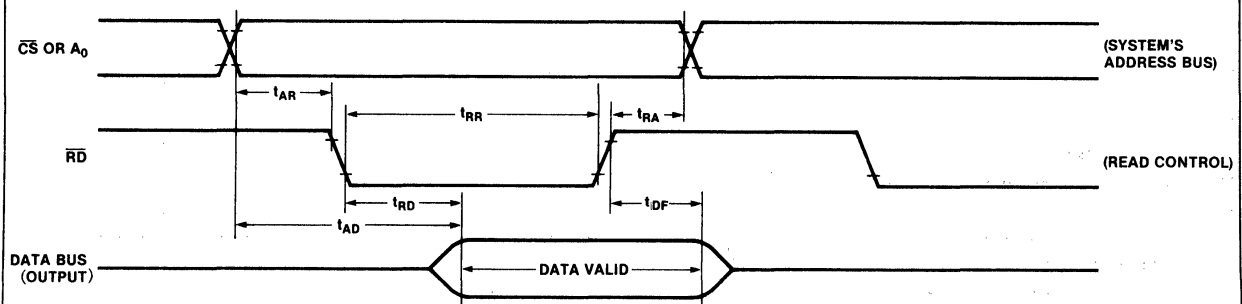 CS OR A0
(SYSTEM'S
ADDRESS BUS)
tAR
tRR
tRA
RD
(READ CONTROL)
tRD
tDF
tAD
DATA BUS
(OUTPUT)
DATA VALID